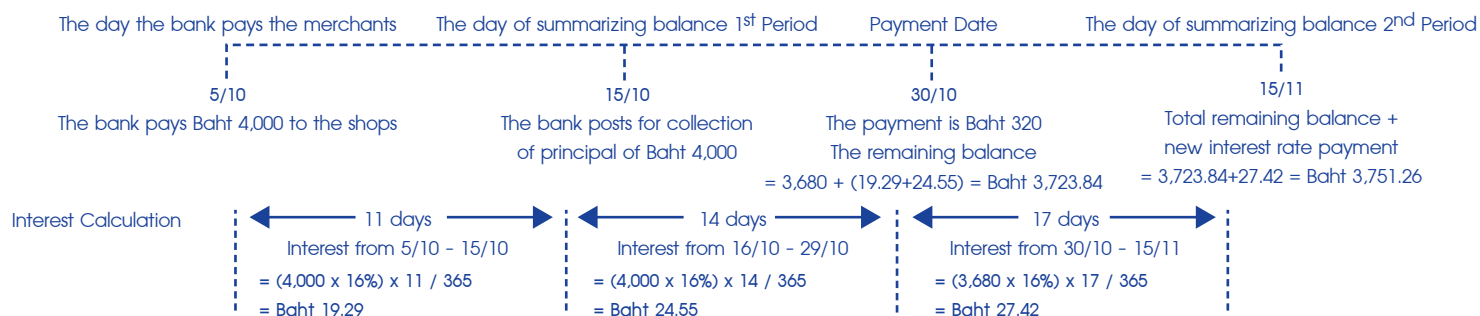 The day the bank pays the merchants
The day of summarizing balance 1st Period
Payment Date
The day of summarizing balance 2nd Period
5/10
15/10
30/10
15/11
The bank pays Baht 4,000 to the shops
The bank posts for collection
of principal of Baht 4,000
The payment is Baht 320
The remaining balance
= 3,680 + (19.29+24.55) = Baht 3,723.84
Total remaining balance +
new interest rate payment
= 3,723.84+27.42 = Baht 3,751.26
Interest Calculation
11 days
Interest from 5/10 - 15/10
= (4,000 x 16%) x 11 / 365
= Baht 19.29
14 days
Interest from 16/10 - 29/10
= (4,000 x 16%) x 14 / 365
= Baht 24.55
17 days
Interest from 30/10 - 15/11
= (3,680 x 16%) x 17 / 365
= Baht 27.42